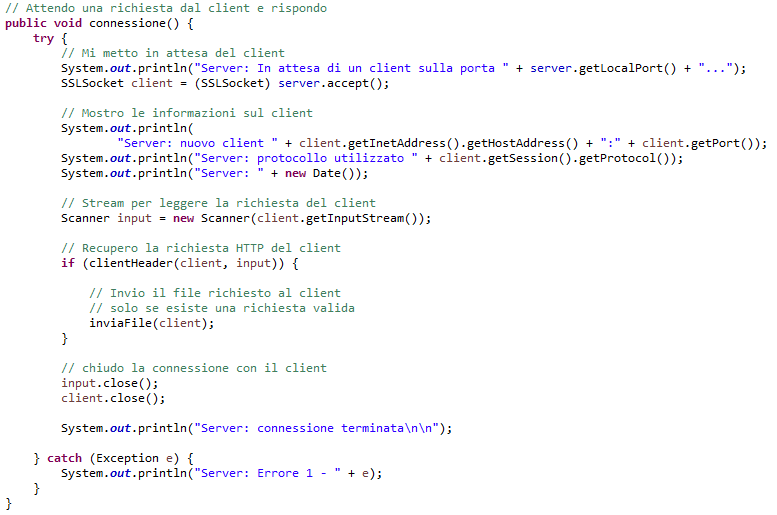 // Attendo una richiesta dal client e rispondo
public void connessione() {
    try {
        // Mi metto in attesa del client
        System.out.println("Server: In attesa di un client sulla porta " + server.getLocalPort() + "...");
        SSLSocket client = (SSLSocket) server.accept();

        // Mostro le informazioni sul client
        System.out.println(
                "Server: nuovo client " + client.getInetAddress().getHostAddress() + ":" + client.getPort());
        System.out.println("Server: protocollo utilizzato " + client.getSession().getProtocol());
        System.out.println("Server: " + new Date());

        // Stream per leggere la richiesta del client
        Scanner input = new Scanner(client.getInputStream());

        // Recupero la richiesta HTTP del client
        if (clientHeader(client, input)) {

            // Invio il file richiesto al client
            // solo se esiste una richiesta valida
            inviaFile(client);
        }

        // chiudo la connessione con il client
        input.close();
        client.close();

        System.out.println("Server: connessione terminata\n\n");

    } catch (Exception e) {
        System.out.println("Server: Errore 1 - " + e);
    }
}